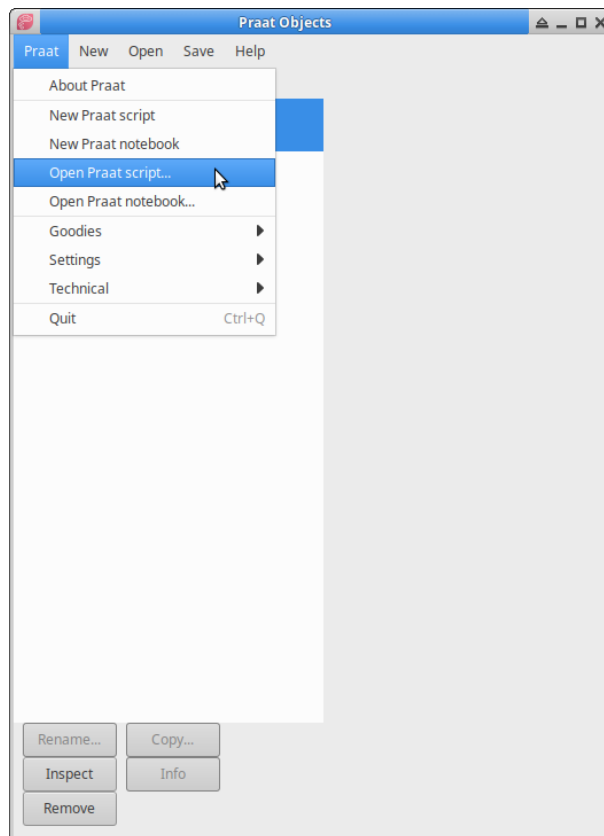 Praat Objects
Praat New Open Save Help
About Praat
New Praat script
New Praat notebook
Open Praat script...
Open Praat notebook...
Goodies
Settings
Technical
Quit Ctrl+Q
Rename... Copy...
Inspect Info
Remove